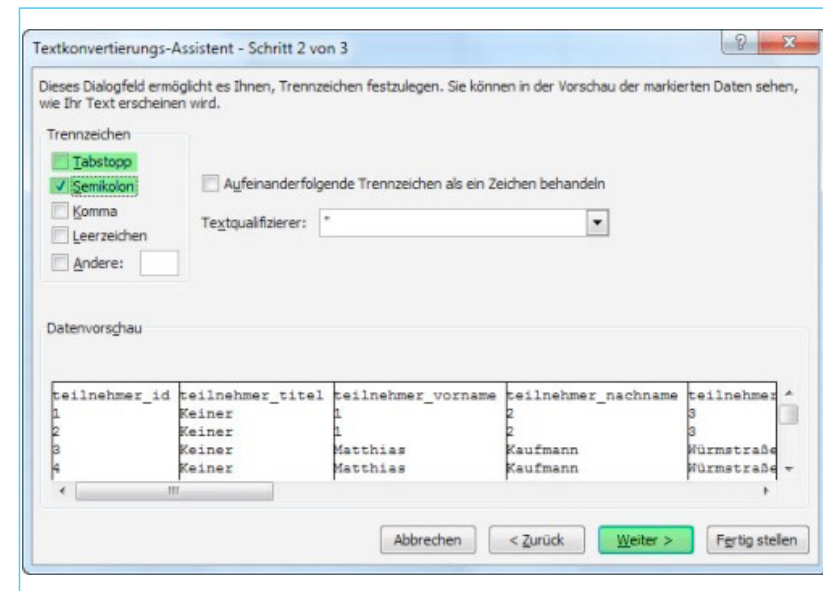 Textkonvertierungs-Assistent - Schritt 2 von 3
Dieses Dialogfeld ermöglicht es Ihnen, Trennzeichen festzulegen. Sie können in der Vorschau der markierten Daten sehen,
wie Ihr Text erscheinen wird.
Trennzeichen
Tabstopp
Semikolon
Komma
Leerzeichen
Andere:
Aufeinanderfolgende Trennzeichen als ein Zeichen behandeln
Textqualifizierer: "
Datenvorschau
teilnehmer_id teilnehmer_titel teilnehmer_vorname teilnehmer_nachname teilnehmer
1 Keiner 1 2 3
2 Keiner 1 2 3
3 Keiner Matthias Kaufmann Würmstraße
4 Keiner Matthias Kaufmann Würmstraße
Abbrechen < Zurück Weiter > Fertig stellen